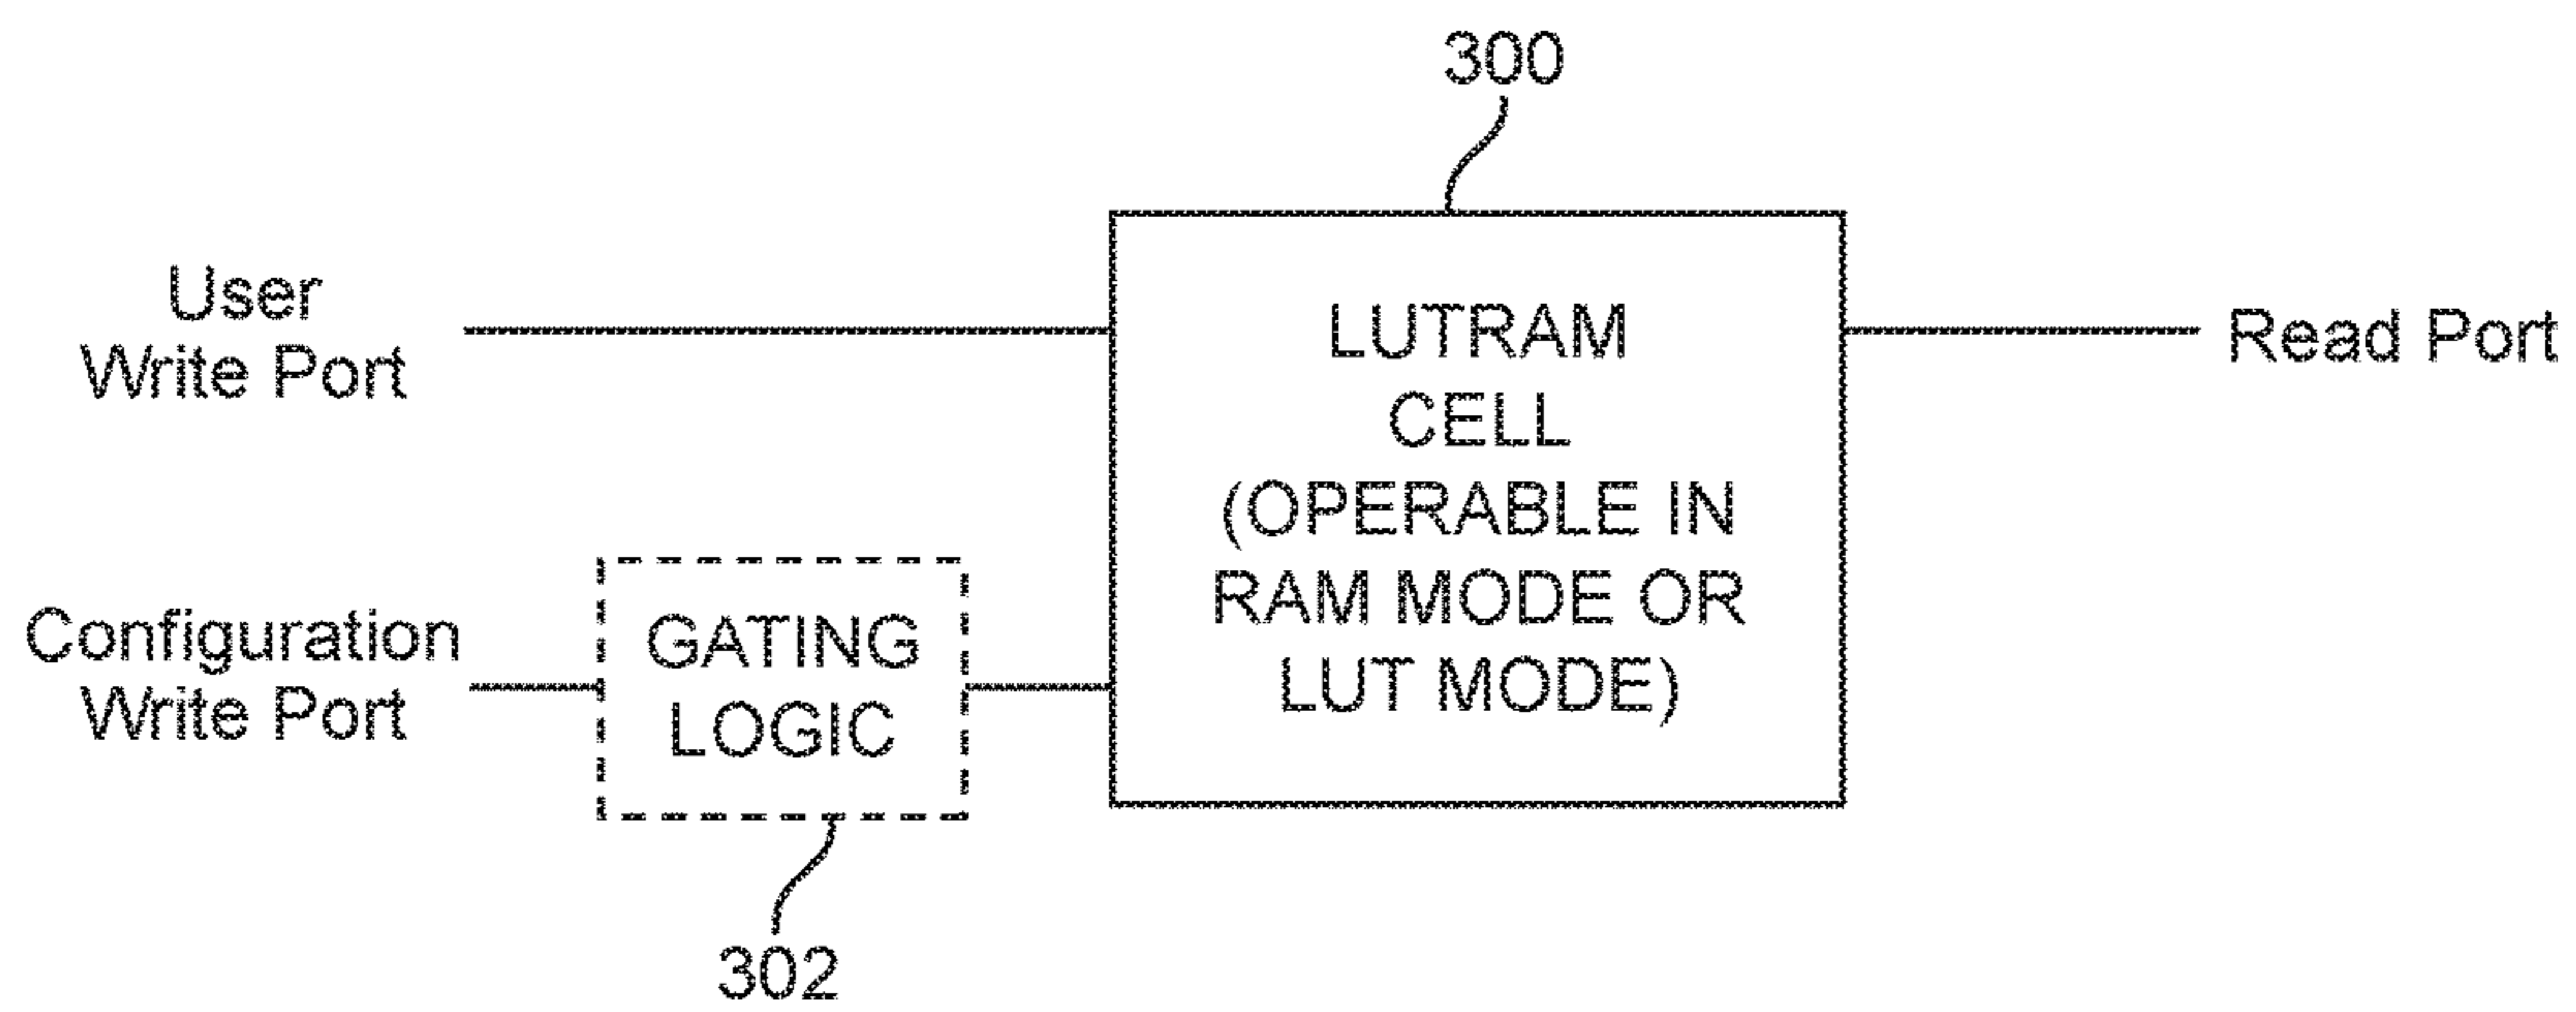 300
User
Write Port
LUTRAM
CELL
(OPERABLE IN
RAM MODE OR
LUT MODE)
Read Port
Configuration
Write Port
GATING
LOGIC
302